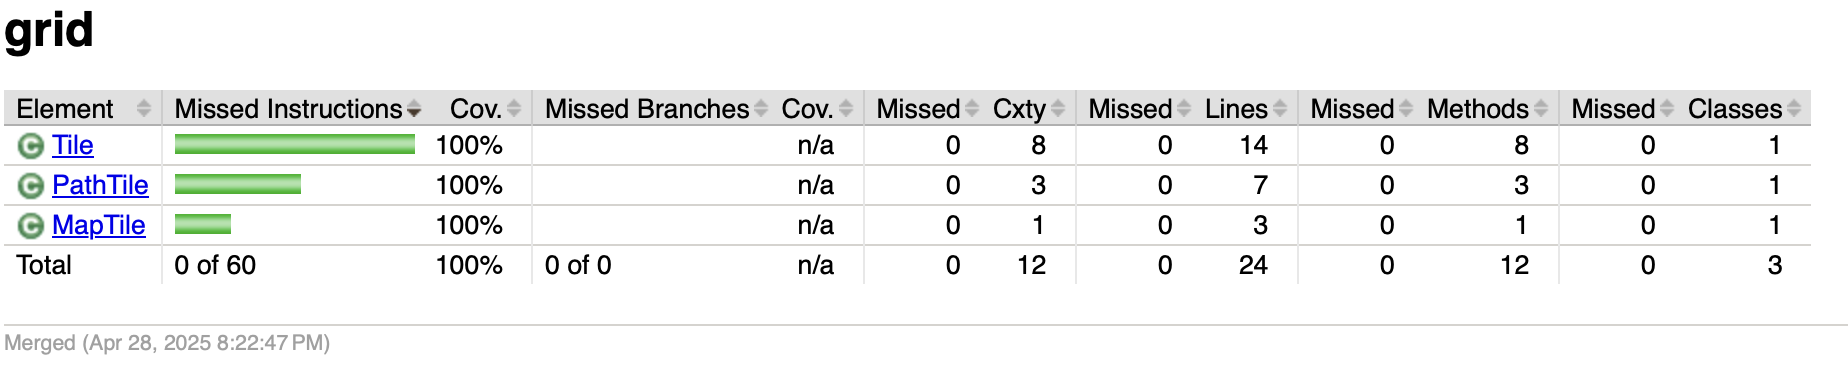 grid
Element Missed Instructions Cov. Missed Branches Cov. Missed Cxty Missed Lines Missed Methods Missed Classes
C Tile 100% n/a 0 8 0 14 0 8 0 1
C PathTile 100% n/a 0 3 0 7 0 3 0 1
C MapTile 100% n/a 0 1 0 3 0 1 0 1
Total 0 of 60 100% 0 of 0 n/a 0 12 0 24 0 12 0 3
Merged (Apr 28, 2025 8:22:47 PM)